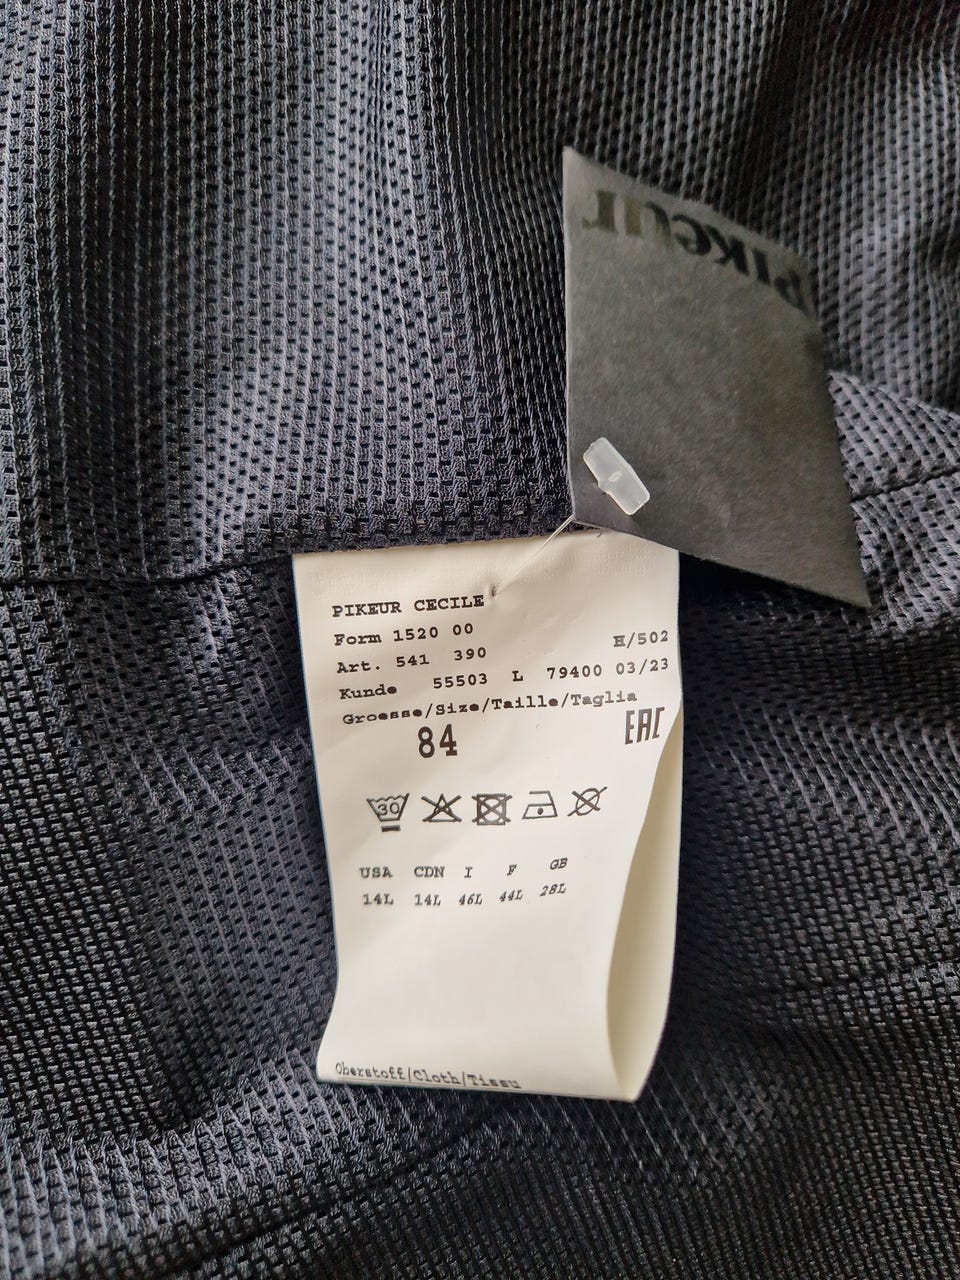 PIKEUR
PIKEUR CECILE
Form 1520 00
H/502
Art. 541 390
Kunde 55503 L 79400 03/23
Groesse/Size/Taille/Taglia
84 EAC
30
USA CDN I F GB
14L 14L 46L 44L 28L
Oberstoff/Cloth/Tissu